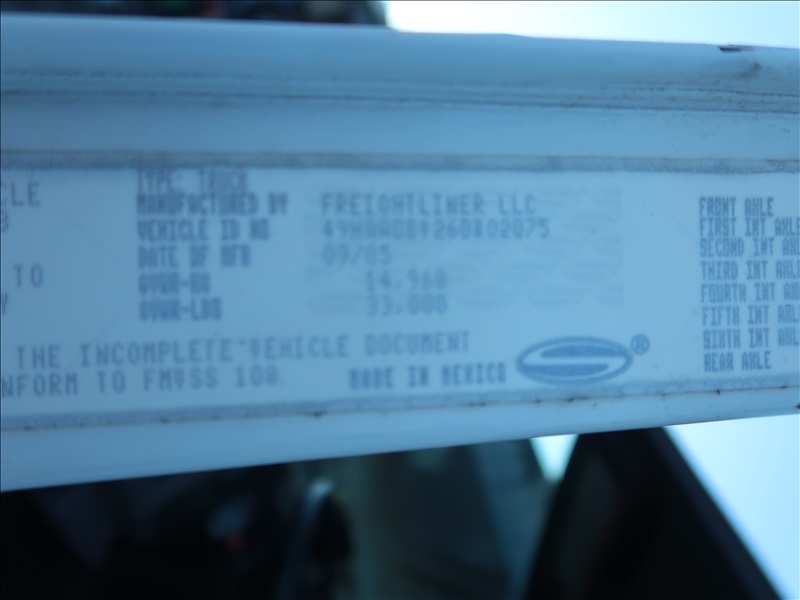 CLE
TYPE: TRUCK
MANUFACTURED BY FREIGHTLINER LLC FRONT AXLE
VEHICLE ID NO FIRST INT AXLE
DATE OF MFR 09/05 SECOND INT AXLE
TO GVWR-KG 14,968 THIRD INT AXLE
Y GVWR-LBS 33,000 FOURTH INT AXLE
FIFTH INT AXLE
THE INCOMPLETE VEHICLE DOCUMENT SIXTH INT AXLE
NFORM TO FMVSS 108. MADE IN MEXICO ® REAR AXLE